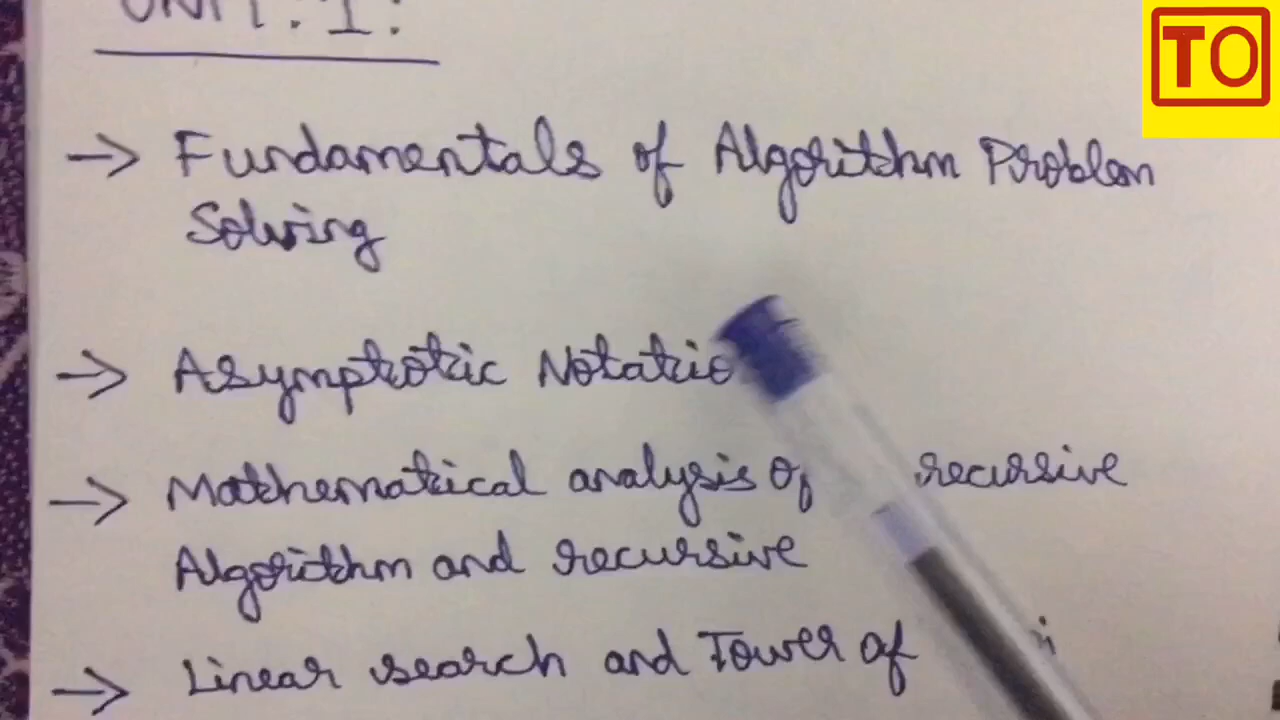 UNIT : 1 :
TO
→ Fundamentals of Algorithm Problem
Solving
→ Asymptotic Notatio
→ Mathematical analysis of recursive
Algorithm and recursive
→ Linear search and Tower of